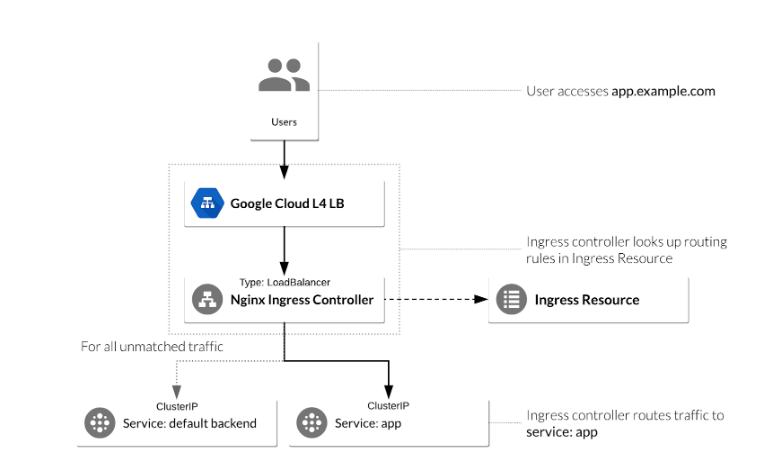 User accesses app.example.com
Users
Google Cloud L4 LB
Ingress controller looks up routing
rules in Ingress Resource
Type: LoadBalancer
Nginx Ingress Controller
Ingress Resource
For all unmatched traffic
ClusterIP
Service: default backend
ClusterIP
Service: app
Ingress controller routes traffic to
service: app